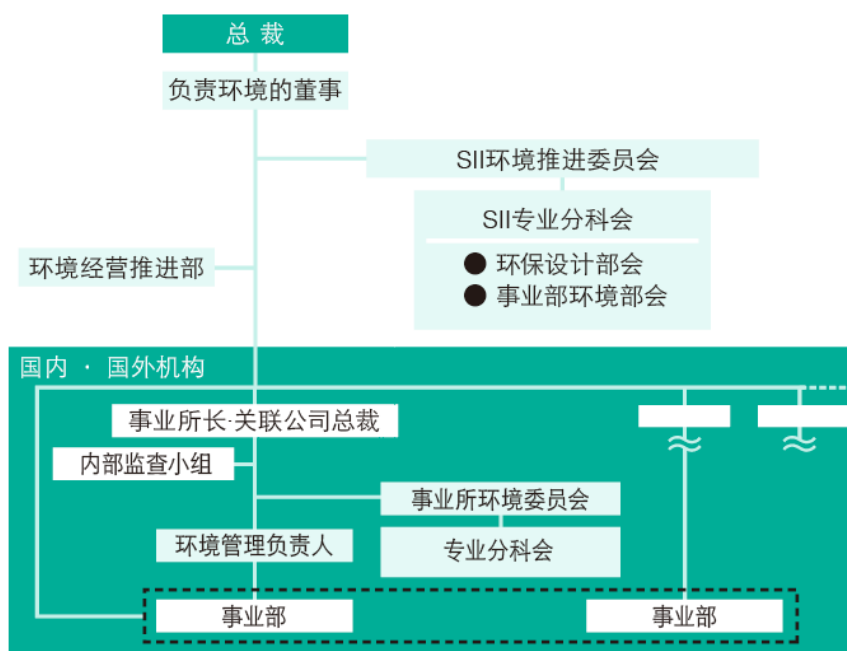 总 裁
负责环境的董事
SII环境推进委员会
SII专业分科会
环境经营推进部
● 环保设计部会
● 事业部环境部会
国内 · 国外机构
事业所长·关联公司总裁
内部监查小组
事业所环境委员会
环境管理负责人
专业分科会
事业部
事业部